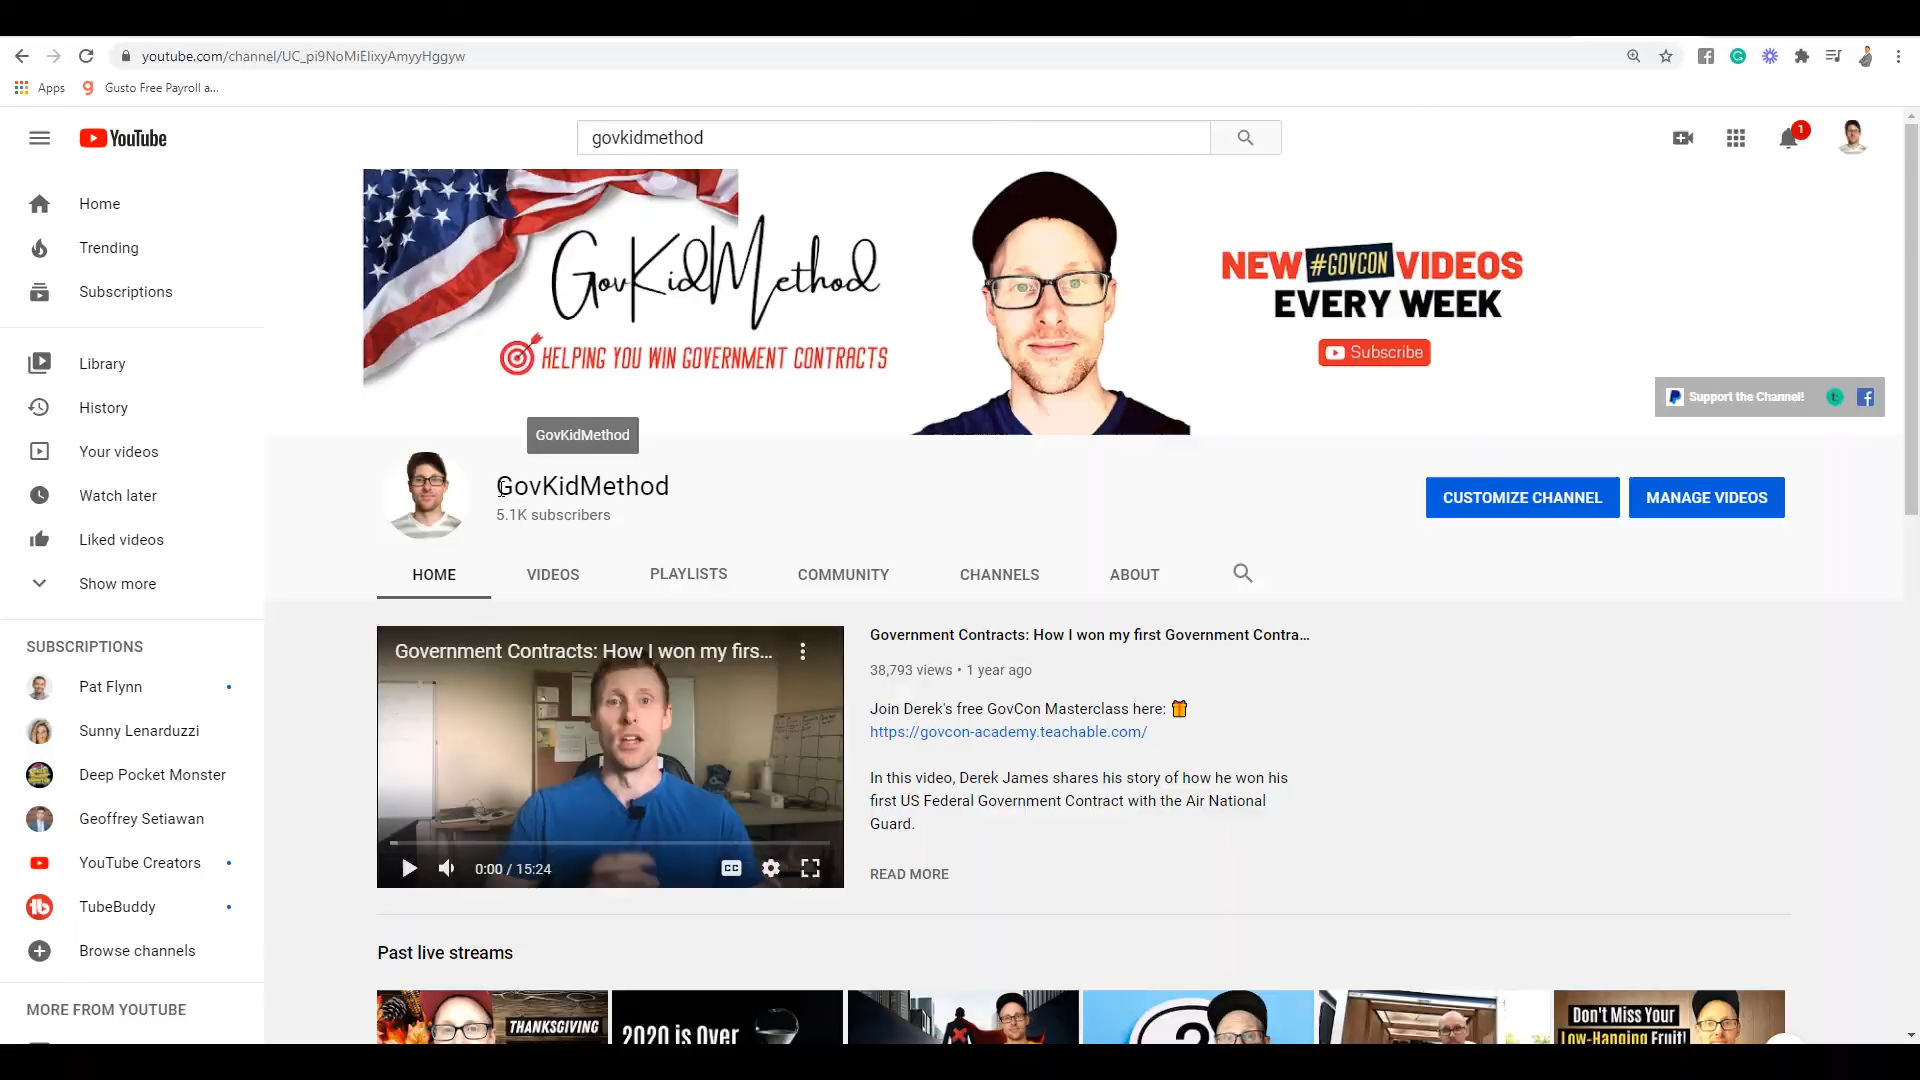 youtube.com/channel/UC_pi9NoMiElixyAmyyHggyw
Apps
Gusto Free Payroll a...
YouTube
govkidmethod
1
Home
Trending
Subscriptions
Library
History
Your videos
Watch later
Liked videos
Show more
SUBSCRIPTIONS
Pat Flynn
Sunny Lenarduzzi
Deep Pocket Monster
Geoffrey Setiawan
YouTube Creators
TubeBuddy
Browse channels
MORE FROM YOUTUBE
GovKidMethod
HELPING YOU WIN GOVERNMENT CONTRACTS
NEW #GOVCON VIDEOS
EVERY WEEK
Subscribe
Support the Channel!
GovKidMethod
GovKidMethod
5.1K subscribers
CUSTOMIZE CHANNEL
MANAGE VIDEOS
HOME VIDEOS PLAYLISTS COMMUNITY CHANNELS ABOUT
Government Contracts: How I won my firs...
0:00 / 15:24
CC
Government Contracts: How I won my first Government Contra...
38,793 views • 1 year ago
Join Derek's free GovCon Masterclass here:
https://govcon-academy.teachable.com/
In this video, Derek James shares his story of how he won his
first US Federal Government Contract with the Air National
Guard.
READ MORE
Past live streams
THANKSGIVING
2020 is Over
?
Don't Miss Your
Low-Hanging Fruit!